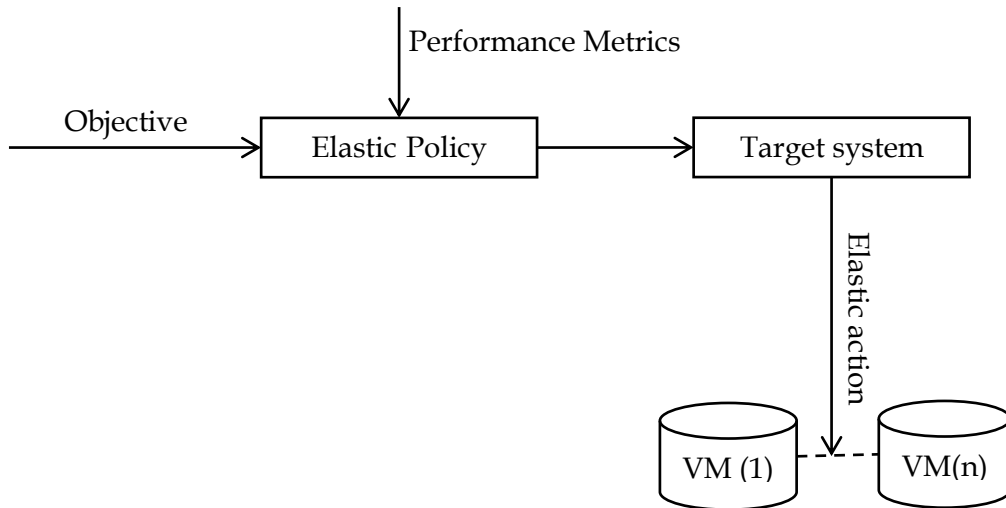 Performance Metrics
Objective
Elastic Policy
Target system
Elastic action
VM (1)
VM(n)